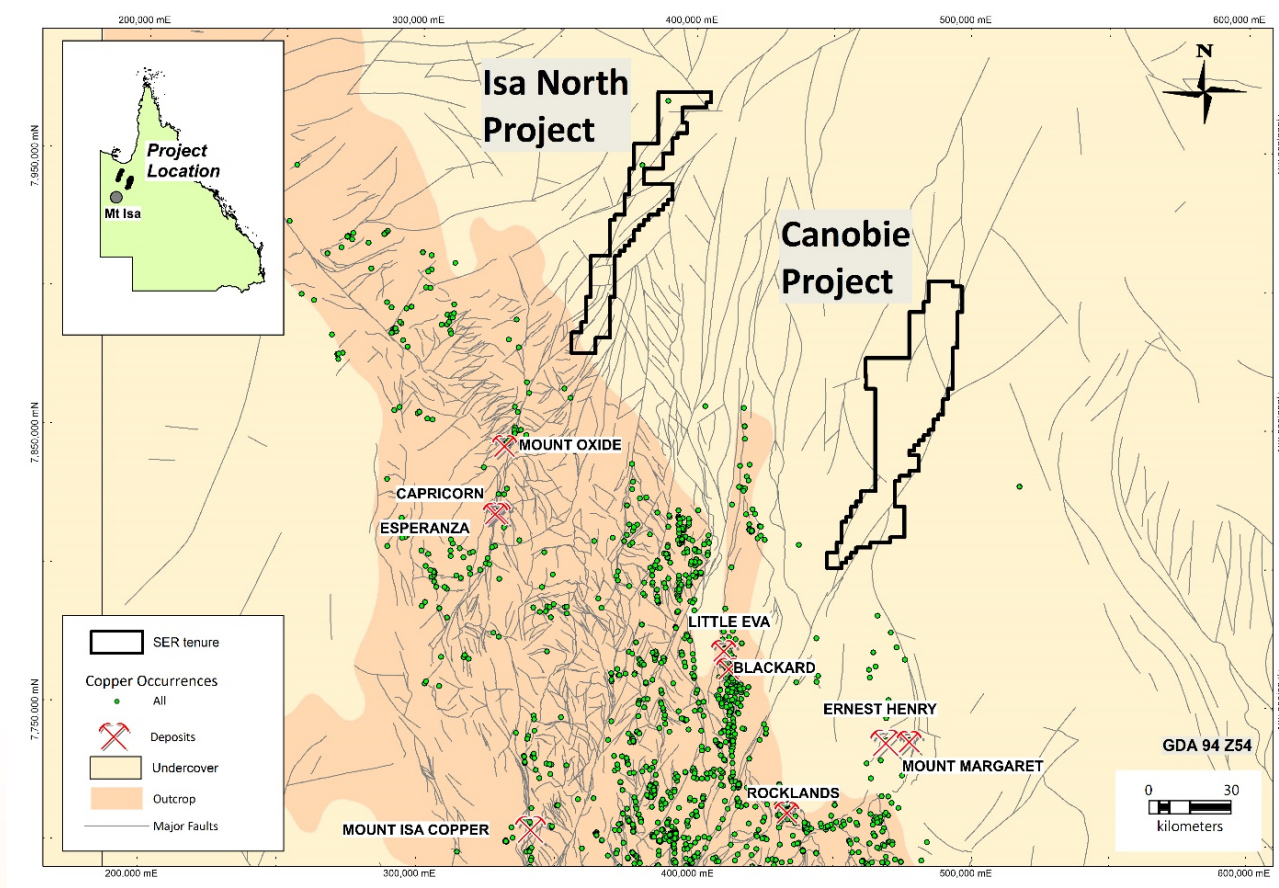 200,000 mE
300,000 mE
400,000 mE
500,000 mE
600,000 mE
Isa North
Project
N
Project
Location
Mt Isa
7,950,000 mN
Canobie
Project
7,850,000 mN
MOUNT OXIDE
CAPRICORN
ESPERANZA
LITTLE EVA
BLACKARD
SER tenure
Copper Occurrences
All
Deposits
Undercover
Outcrop
Major Faults
7,750,000 mN
ERNEST HENRY
MOUNT MARGARET
GDA 94 Z54
ROCKLANDS
0 30
kilometers
MOUNT ISA COPPER
200,000 mE
300,000 mE
400,000 mE
500,000 mE
600,000 mE